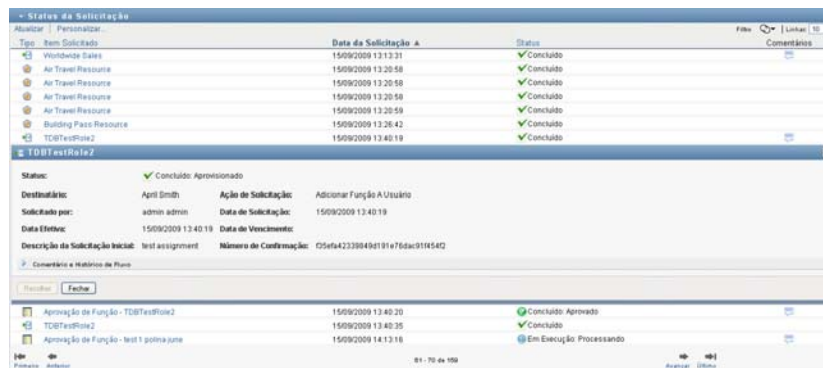 Status da Solicitação
Atualizar | Personalizar...
Filtro | Linhas: 10
Tipo Item Solicitado Data da Solicitação Status Comentários
Worldwide Sales 15/09/2009 13:13:31 Concluído
Air Travel Resource 15/09/2009 13:20:58 Concluído
Air Travel Resource 15/09/2009 13:20:58 Concluído
Air Travel Resource 15/09/2009 13:20:58 Concluído
Air Travel Resource 15/09/2009 13:20:59 Concluído
Building Pass Resource 15/09/2009 13:26:42 Concluído
TDBTestRole2 15/09/2009 13:40:19 Concluído
TDBTestRole2
Status: Concluído: Aprovisionado
Destinatário: April Smith Ação de Solicitação: Adicionar Função A Usuário
Solicitado por: admin admin Data de Solicitação: 15/09/2009 13:40:19
Data Efetiva: 15/09/2009 13:40:19 Data de Vencimento:
Descrição da Solicitação Inicial: test assignment Número de Confirmação:
Comentário e Histórico de Fluxo
Recolher Fechar
Aprovação de Função - TDBTestRole2 15/09/2009 13:40:20 Concluído: Aprovado
TDBTestRole2 15/09/2009 13:40:35 Concluído
Aprovação de Função - test 1 polina june 15/09/2009 14:13:16 Em Execução: Processando
Primeiro Anterior 61 - 70 de 159 Avançar Último